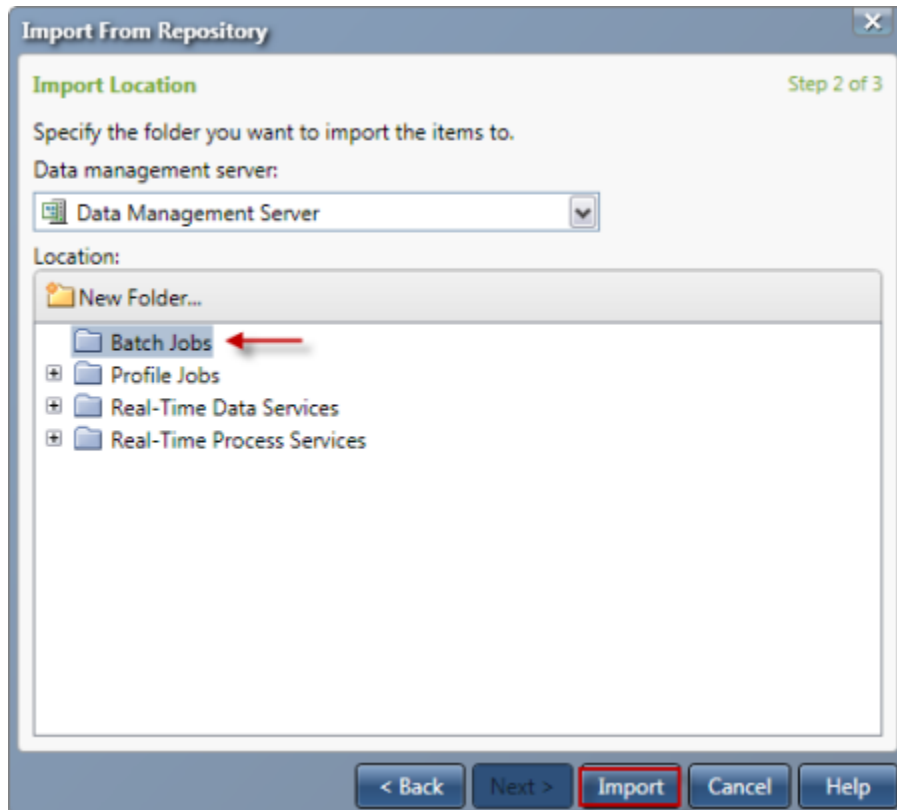 Import From Repository
Import Location
Step 2 of 3
Specify the folder you want to import the items to.
Data management server:
Data Management Server
Location:
New Folder...
Batch Jobs
Profile Jobs
Real-Time Data Services
Real-Time Process Services
< Back
Next >
Import
Cancel
Help